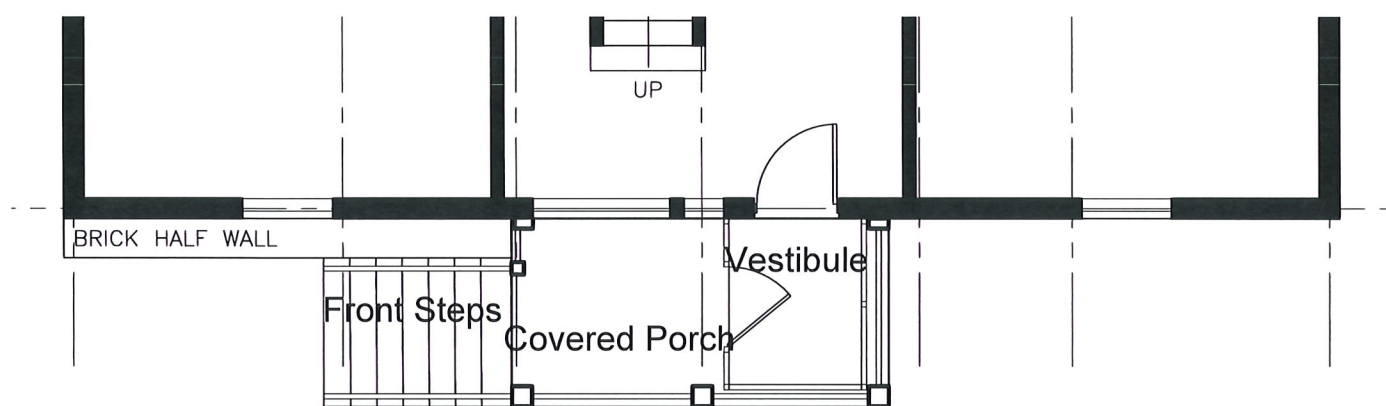 UP
BRICK HALF WALL
Vestibule
Front Steps
Covered Porch